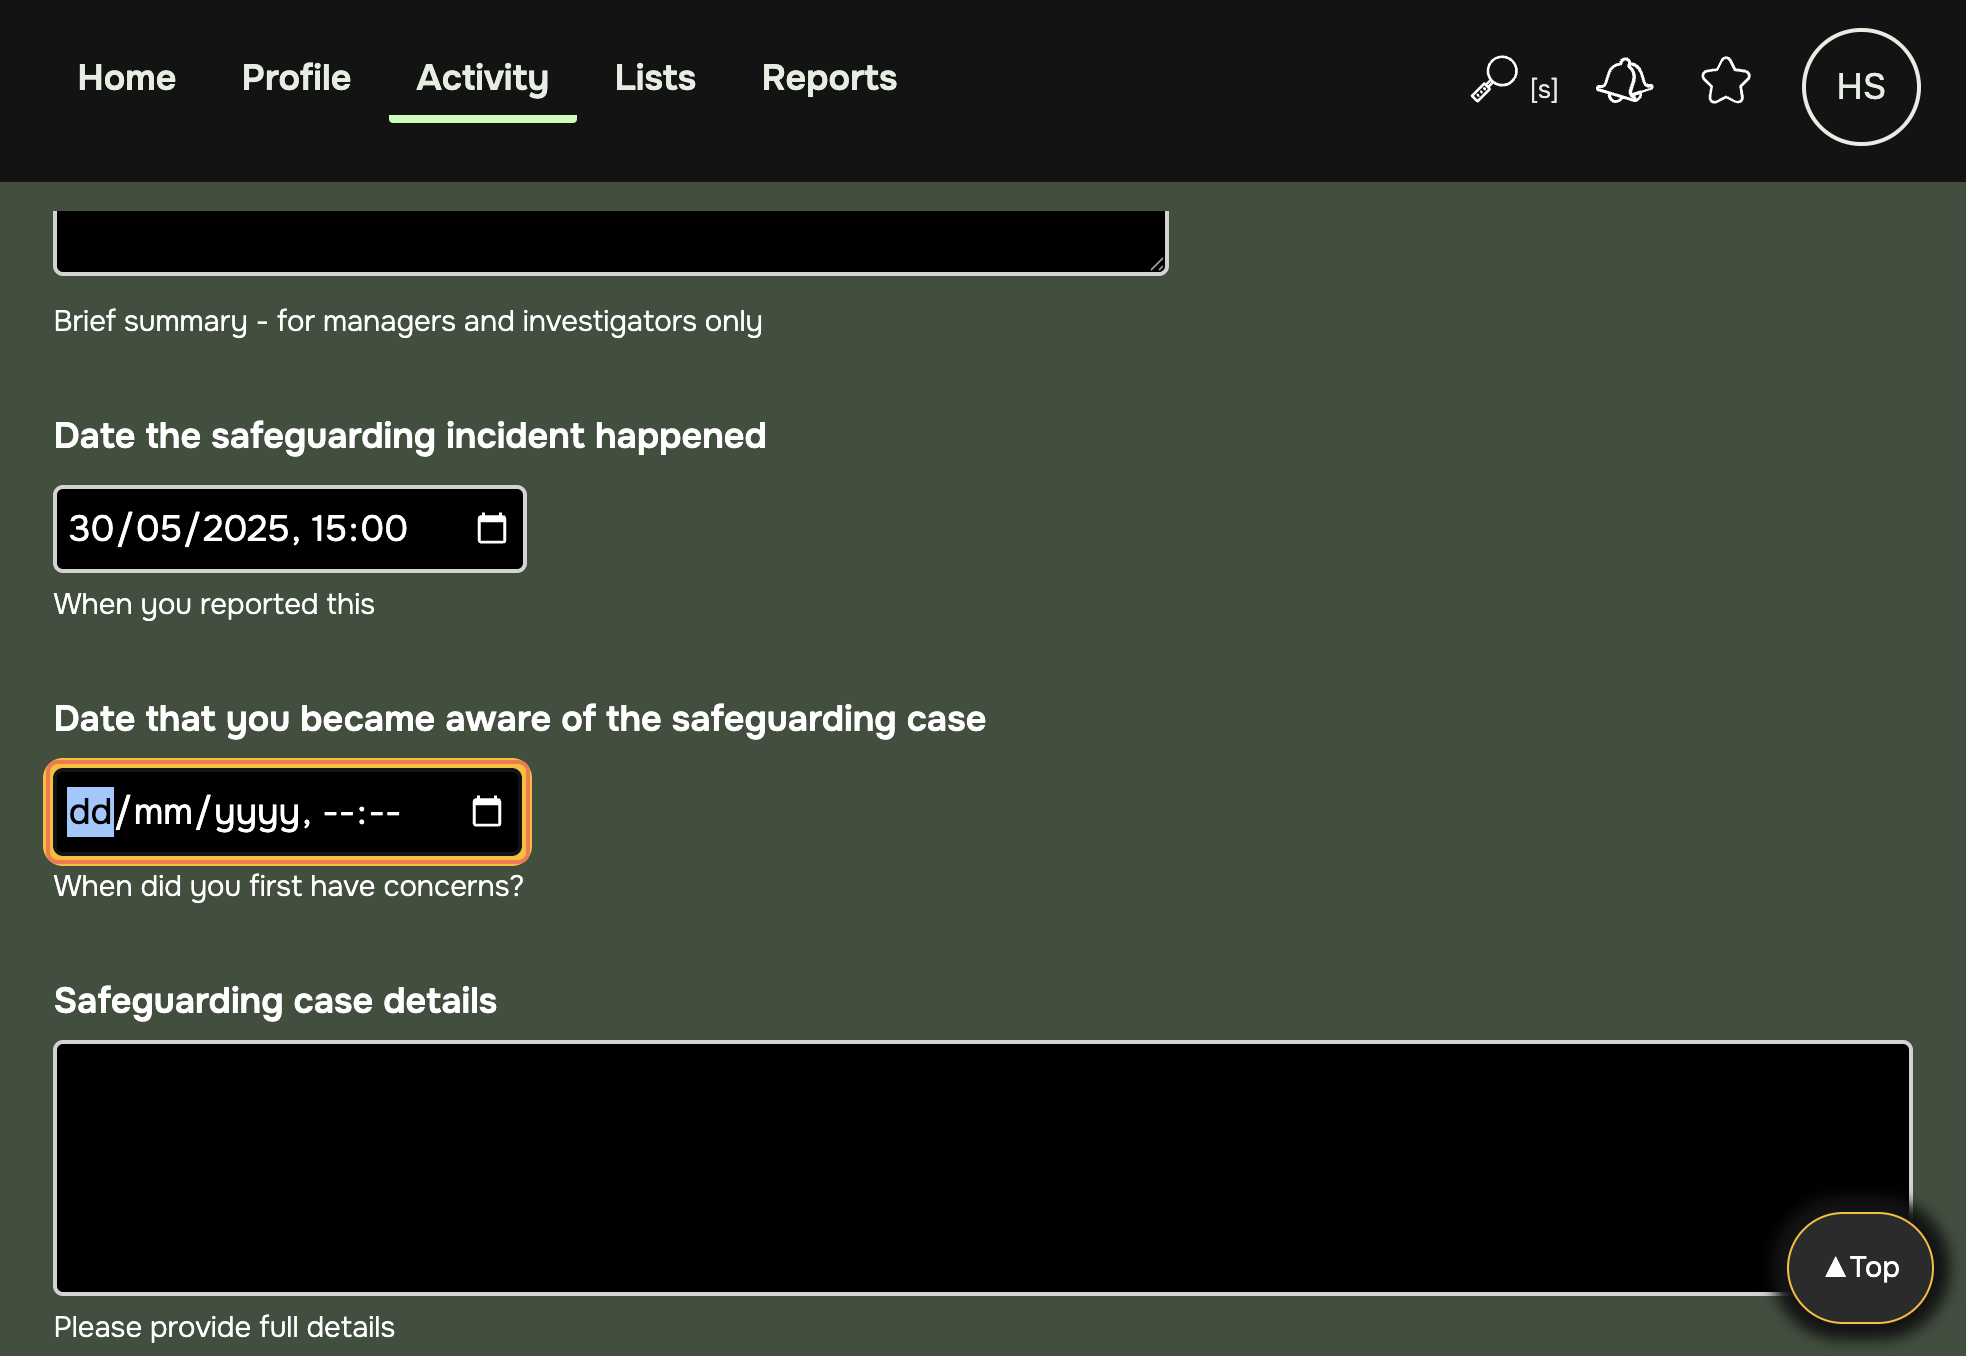 Home Profile Activity Lists Reports [s] HS
Brief summary - for managers and investigators only
Date the safeguarding incident happened
30/05/2025, 15:00
When you reported this
Date that you became aware of the safeguarding case
dd/mm/yyyy, --:--
When did you first have concerns?
Safeguarding case details
▲Top
Please provide full details